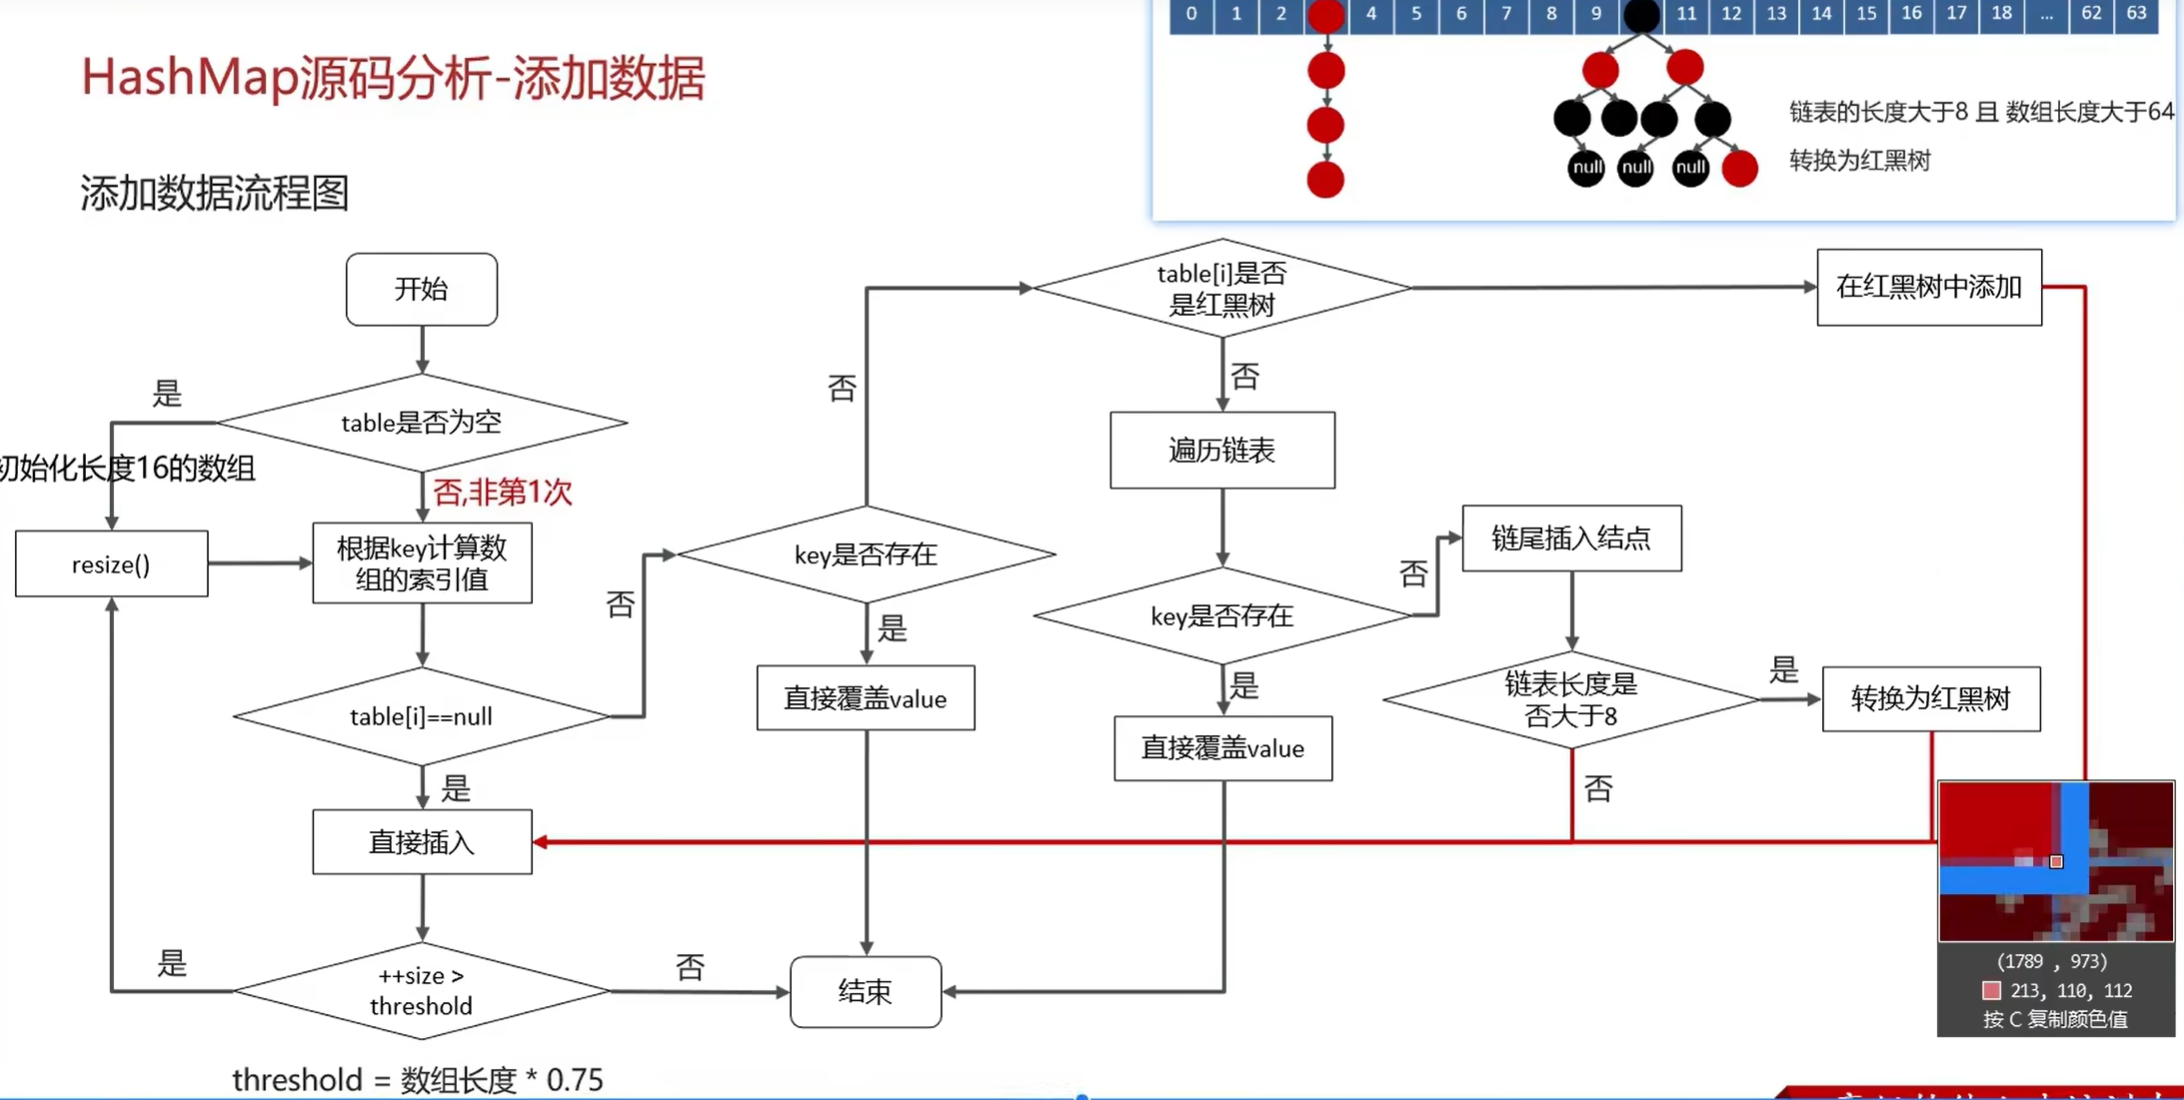 0 1 2 4 5 6 7 8 9 11 12 13 14 15 16 17 18 ... 62 63
HashMap源码分析-添加数据
链表的长度大于8 且 数组长度大于64
转换为红黑树
null null null
添加数据流程图
开始
table是否为空
是
初始化长度16的数组
否,非第1次
resize()
根据key计算数
组的索引值
table[i]==null
否
是
直接插入
++size >
threshold
是
否
threshold = 数组长度 * 0.75
key是否存在
否
是
直接覆盖value
结束
table[i]是否
是红黑树
否
在红黑树中添加
遍历链表
key是否存在
否
是
直接覆盖value
链尾插入结点
链表长度是
否大于8
是
否
转换为红黑树
(1789 , 973)
213, 110, 112
按 C 复制颜色值